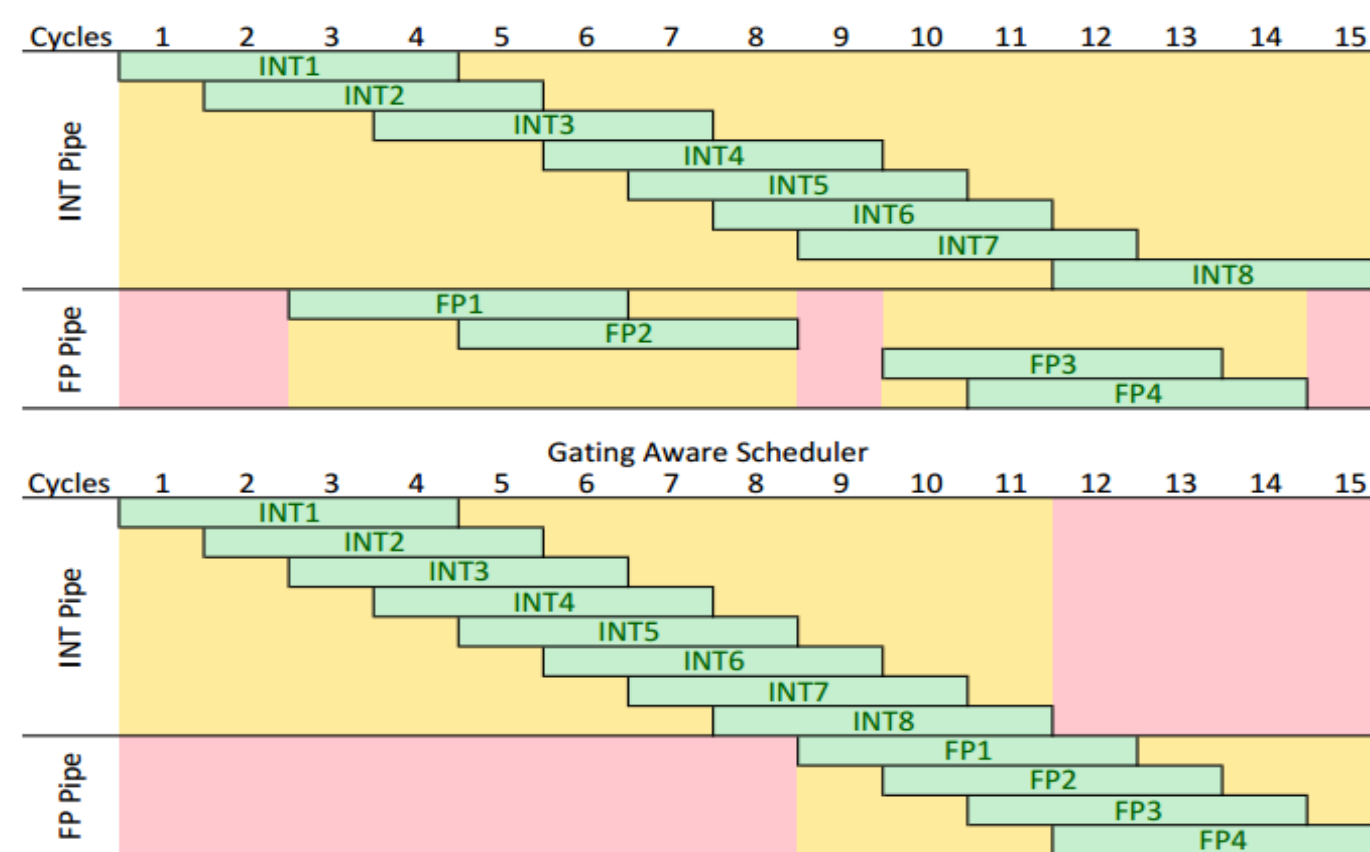 Cycles 1 2 3 4 5 6 7 8 9 10 11 12 13 14 15
INT Pipe
INT1
INT2
INT3
INT4
INT5
INT6
INT7
INT8
FP Pipe
FP1
FP2
FP3
FP4
Gating Aware Scheduler
Cycles 1 2 3 4 5 6 7 8 9 10 11 12 13 14 15
INT Pipe
INT1
INT2
INT3
INT4
INT5
INT6
INT7
INT8
FP Pipe
FP1
FP2
FP3
FP4